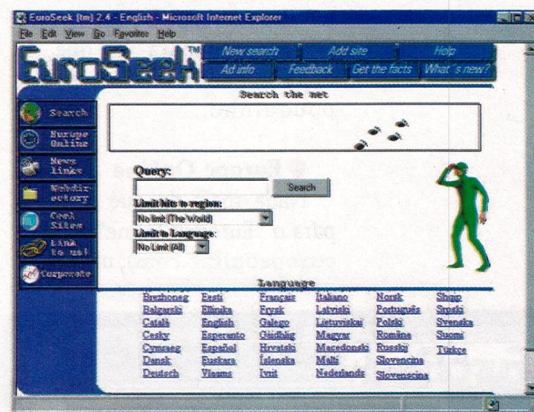 EuroSeek [tm] 2.4 - English - Microsoft Internet Explorer
File Edit View Go Favorites Help
EuroSeek™
New search Add site Help
Ad info Feedback Get the facts What's new?
Search the net
Search
Europe
Online
News
links
Webdir-
ectory
Cool
Sites
Link
to us!
Corporate
Query:
Search
Limit hits to region:
No limit (The World)
Limit to Language:
No Limit (All)
Language
Brezhoneg Eesti Français Italiano Norsk Shqip
Balgarski Ellinika Frysk Latviski Português Srpski
Català English Galego Lietuviskai Polski Svenska
Cesky Esperanto Gàidhlig Magyar Româna Suomi
Cymraeg Español Hrvatski Macedonski Russkij Türkçe
Dansk Euskara Íslenska Malti Slovencina
Deutsch Vlaams Ivrit Nederlands Slovenscina